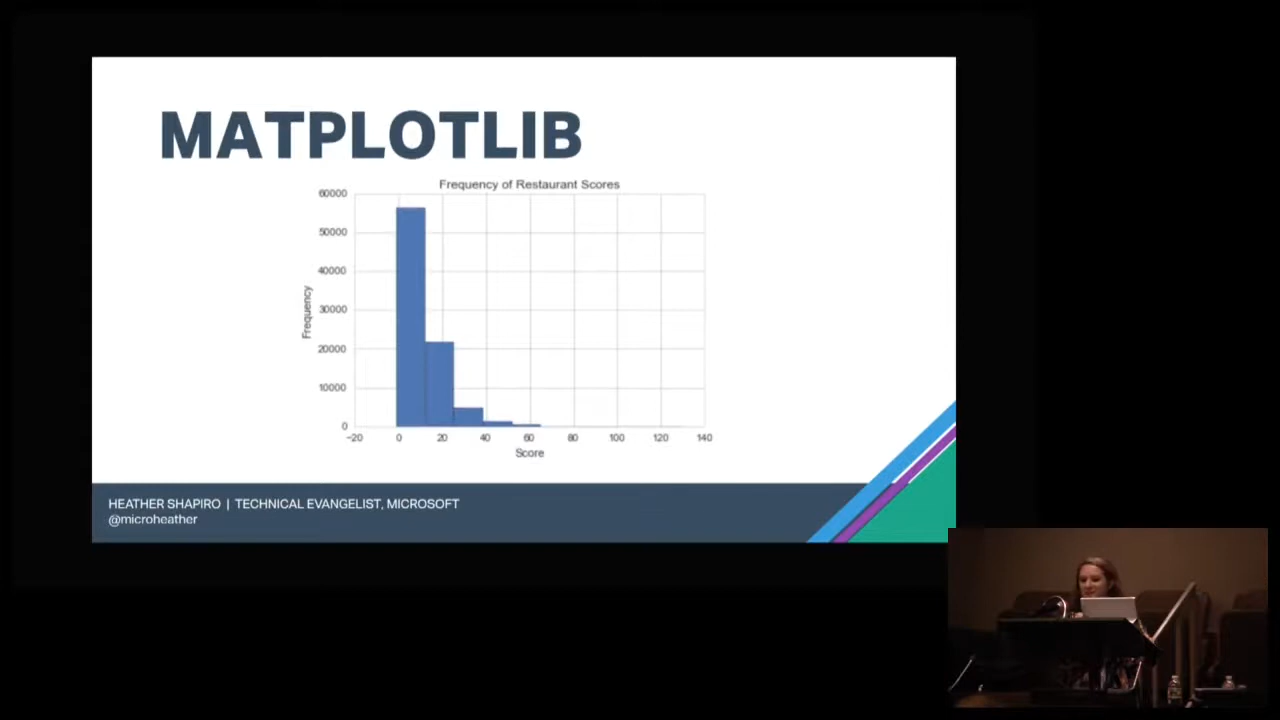 MATPLOTLIB
Frequency of Restaurant Scores
60000
50000
40000
30000
20000
10000
0
Frequency
−20 0 20 40 60 80 100 120 140
Score
HEATHER SHAPIRO | TECHNICAL EVANGELIST, MICROSOFT
@microheather